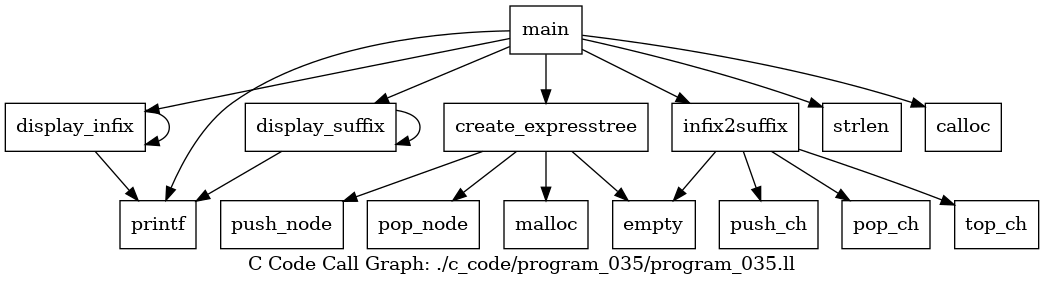 main
display_infix
display_suffix
create_expresstree
infix2suffix
strlen
calloc
printf
push_node
pop_node
malloc
empty
push_ch
pop_ch
top_ch
C Code Call Graph: ./c_code/program_035/program_035.ll